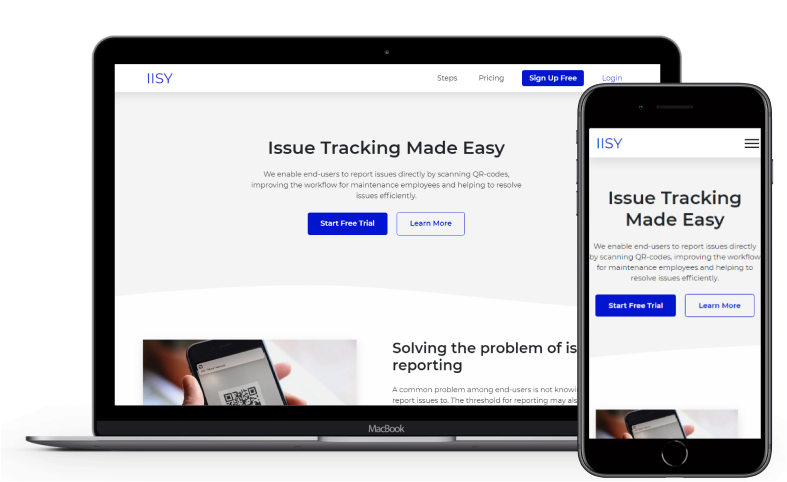 IISY
Steps Pricing Sign Up Free Login
Issue Tracking Made Easy
We enable end-users to report issues directly by scanning QR-codes,
improving the workflow for maintenance employees and helping to resolve
issues efficiently.
Start Free Trial Learn More
Solving the problem of is
reporting
A common problem among end-users is not knowi
report issues to. The threshold for reporting may als
MacBook
IISY
Issue Tracking
Made Easy
We enable end-users to report issues directly
by scanning QR-codes, improving the workflow
for maintenance employees and helping to
resolve issues efficiently.
Start Free Trial Learn More